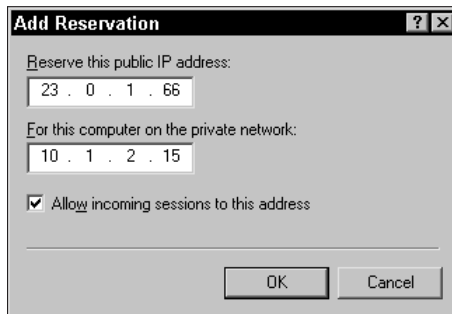 Add Reservation
Reserve this public IP address:
23 . 0 . 1 . 66
For this computer on the private network:
10 . 1 . 2 . 15
Allow incoming sessions to this address
OK Cancel